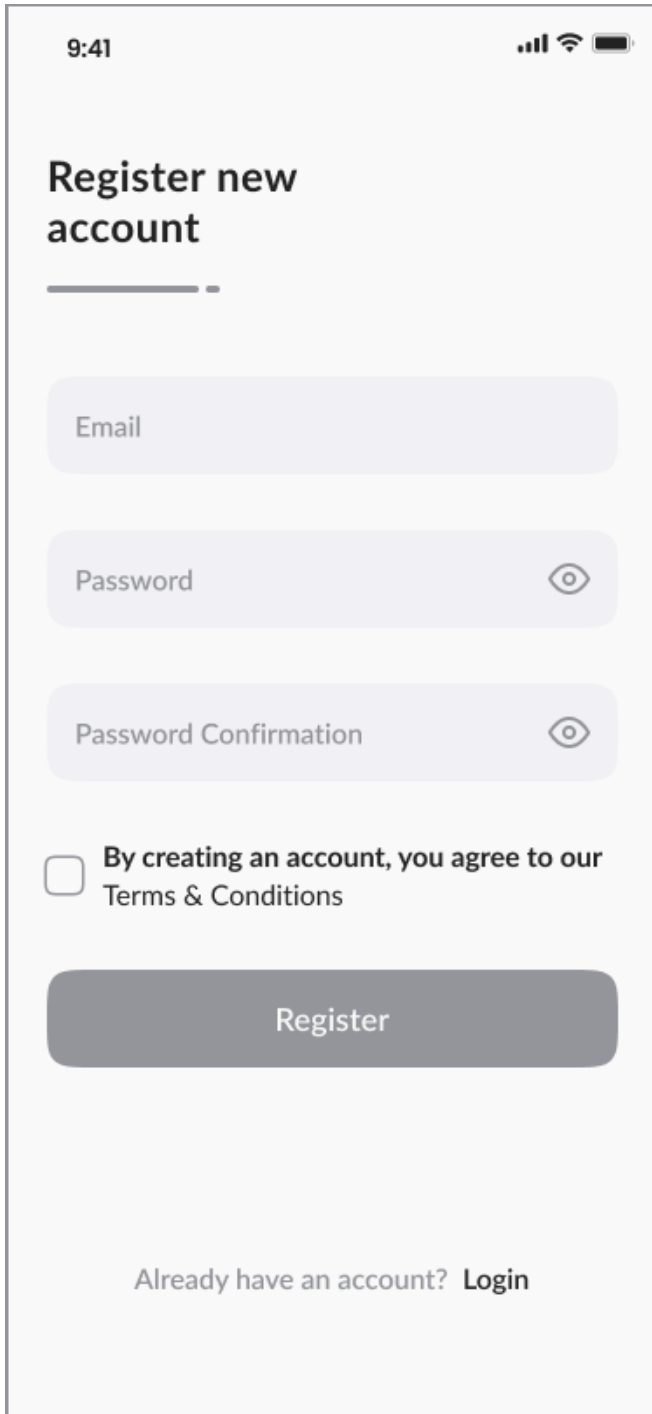 9:41
Register new
account
Email
Password
Password Confirmation
By creating an account, you agree to our
Terms & Conditions
Register
Already have an account? Login